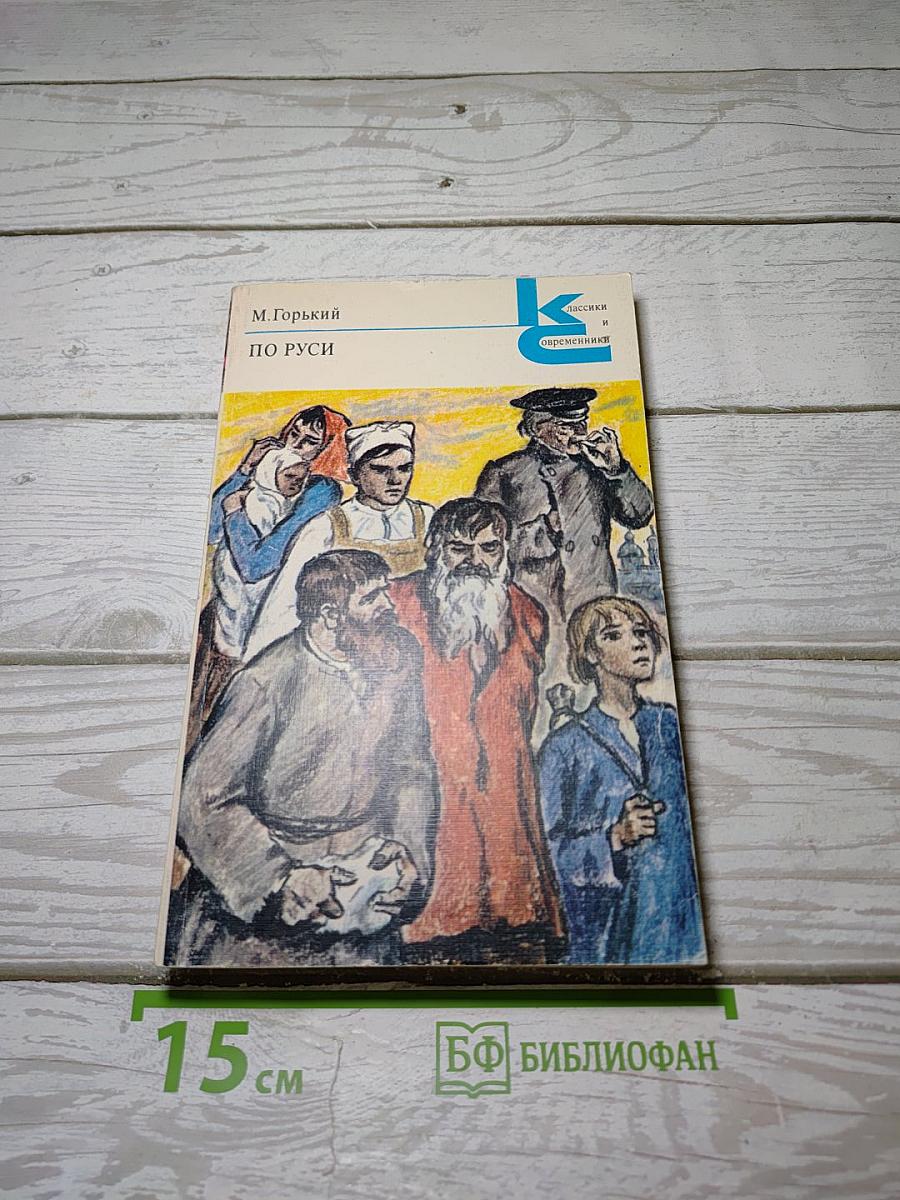 М.Горький
ПО РУСИ
Классики
и
Современники
15 см
БФ БИБЛИОФАН